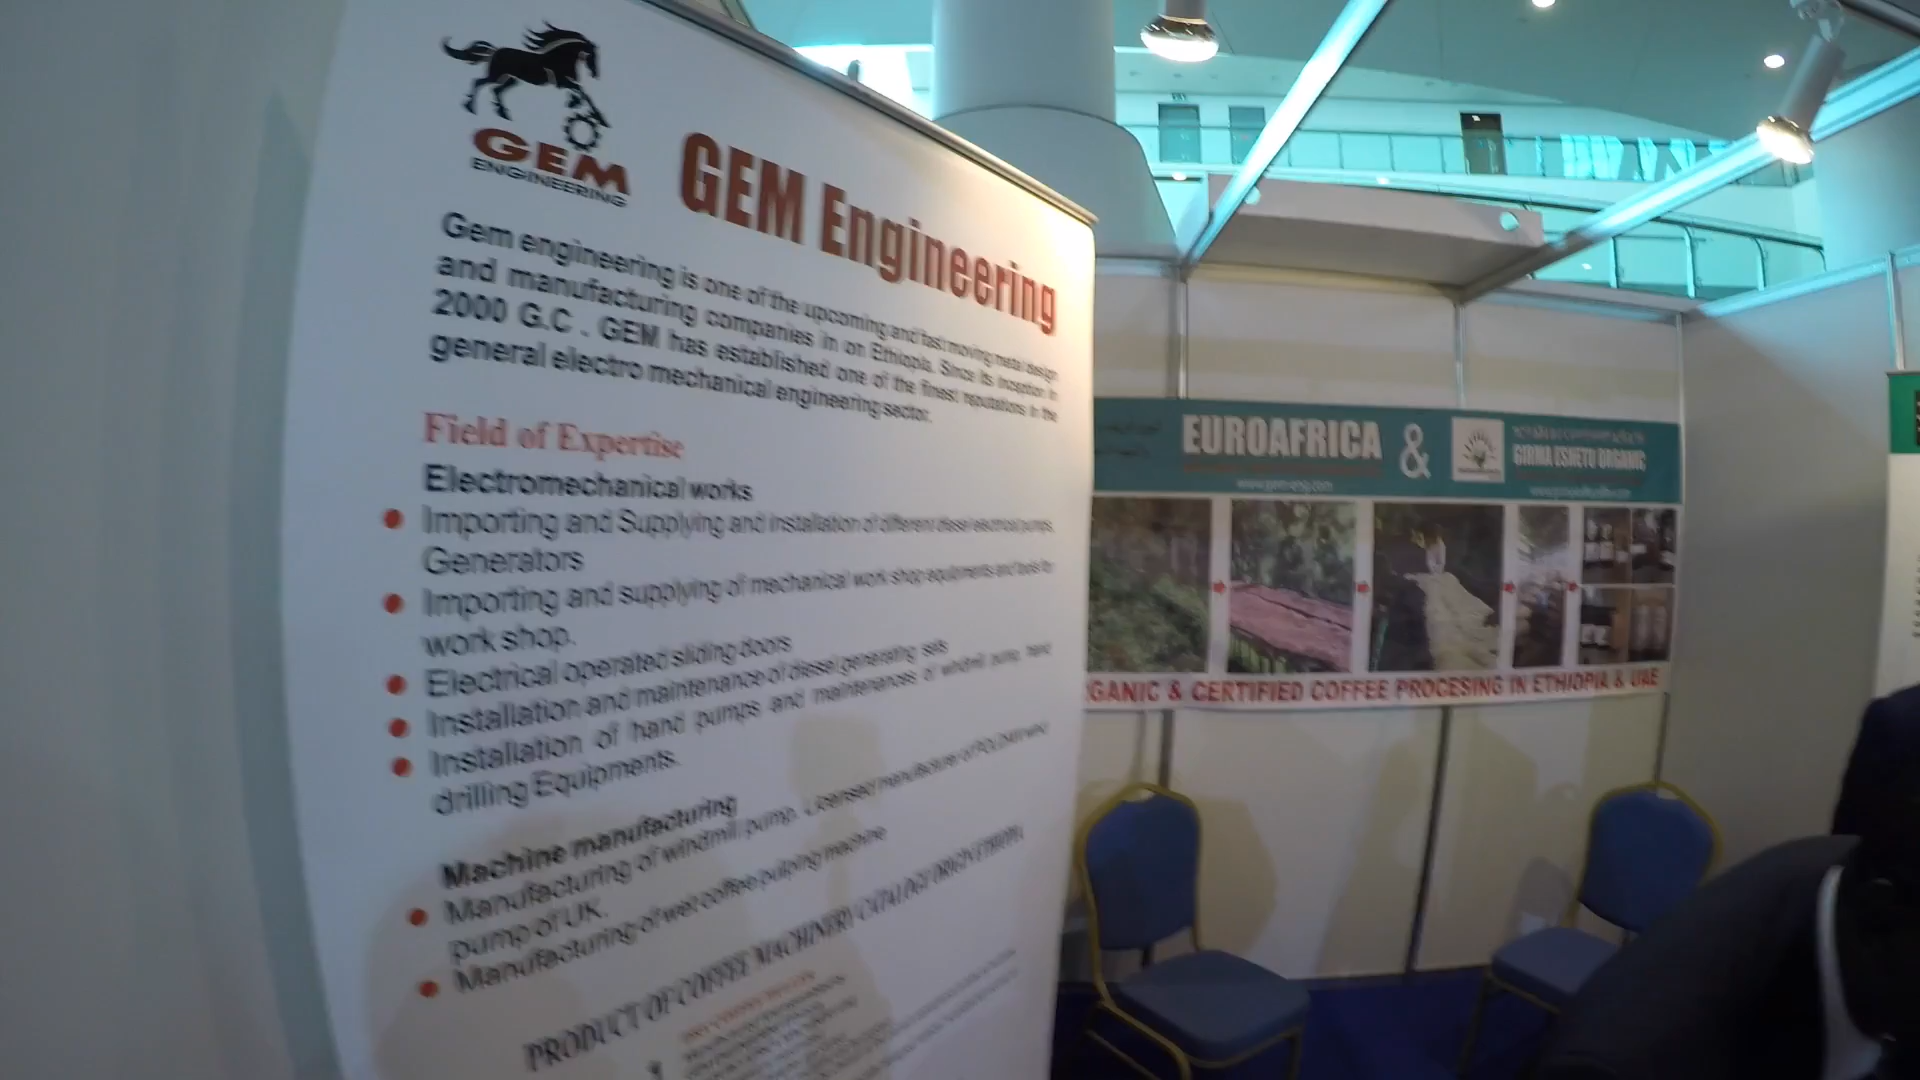 GEM
ENGINEERING
GEM Engineering
Gem engineering is one of the upcoming and fast moving metal design
and manufacturing companies in on Ethiopia. Since its inception in
2000 G.C . GEM has established one of the finest reputations in the
general electro mechanical engineering sector.
Field of Expertise
Electromechanical works
Importing and Supplying and installation of different diesel electrical pumps,
Generators
Importing and supplying of mechanical work shop equipments and tools for
work shop.
Electrical operated sliding doors
Installation and maintenance of diesel generating sets
Installation of hand pumps and maintenances of windmill pump, hand
drilling Equipments.
Machine manufacturing
Manufacturing of windmill pump. Licensed manufacturer of
pump of UK.
Manufacturing of wet coffee pulping machine
PRODUCT OF COFFEE MACHINERY CATALOGU ORIGIN ETHIOPIA
EUROAFRICA &
GIRMA ESHETU ORGANIC
GANIC & CERTIFIED COFFEE PROCESING IN ETHIOPIA & UAE